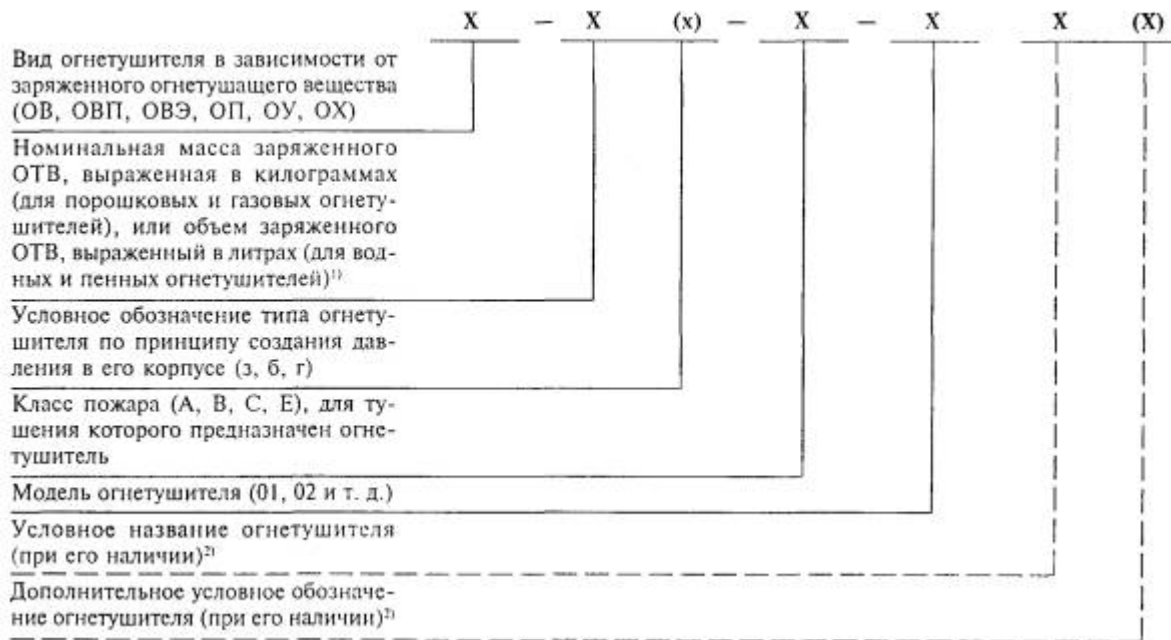 X – X (x) – X – X X (X)
Вид огнетушителя в зависимости от
заряженного огнетушащего вещества
(ОВ, ОВП, ОВЭ, ОП, ОУ, ОХ)
Номинальная масса заряженного
ОТВ, выраженная в килограммах
(для порошковых и газовых огнету-
шителей), или объем заряженного
ОТВ, выраженный в литрах (для вод-
ных и пенных огнетушителей)¹⁾
Условное обозначение типа огнету-
шителя по принципу создания дав-
ления в его корпусе (з, б, г)
Класс пожара (А, В, С, Е), для ту-
шения которого предназначен огне-
тушитель
Модель огнетушителя (01, 02 и т. д.)
Условное название огнетушителя
(при его наличии)²⁾
Дополнительное условное обозначе-
ние огнетушителя (при его наличии)²⁾